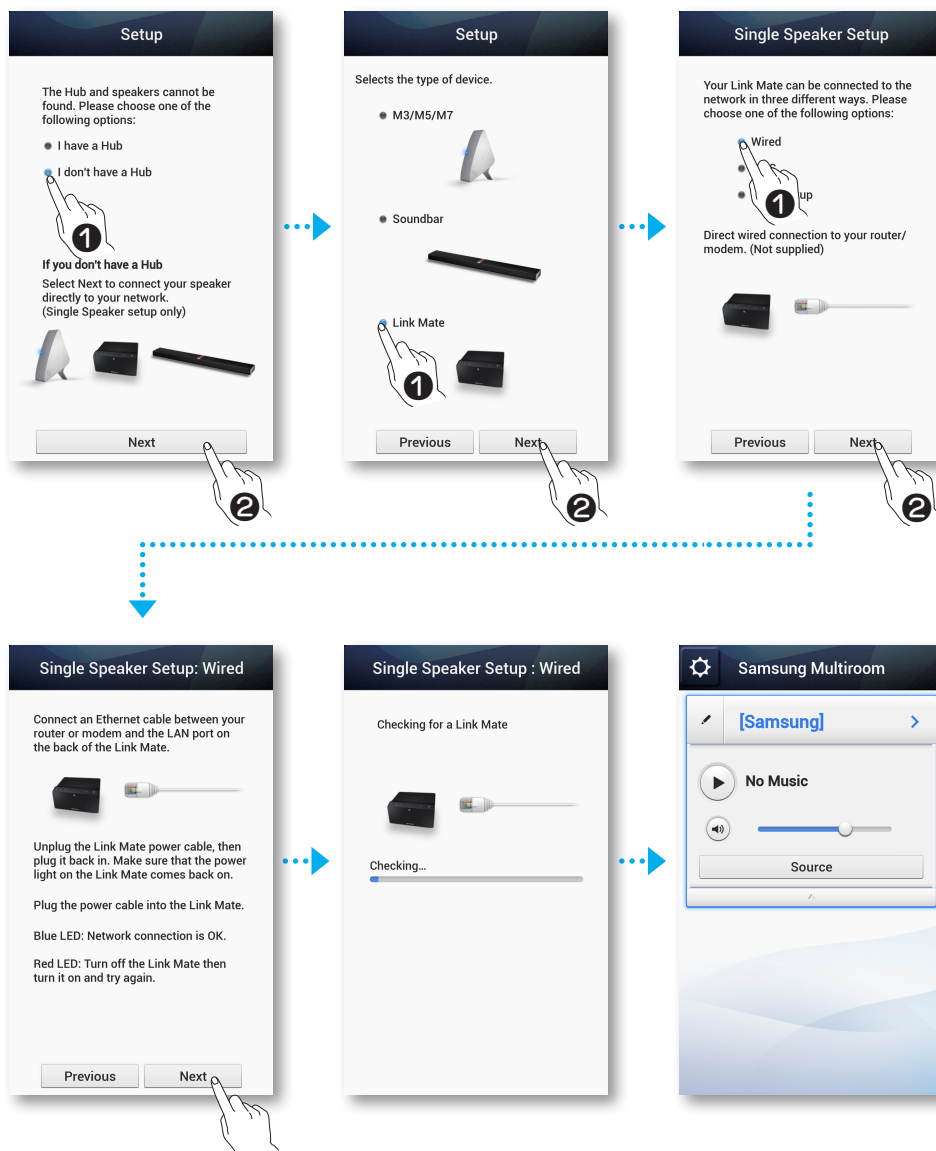 Setup
The Hub and speakers cannot be
found. Please choose one of the
following options:
I have a Hub
I don't have a Hub
1
If you don't have a Hub
Select Next to connect your speaker
directly to your network.
(Single Speaker setup only)
Next
2
Setup
Selects the type of device.
M3/M5/M7
Soundbar
Link Mate
1
Previous
Next
2
Single Speaker Setup
Your Link Mate can be connected to the
network in three different ways. Please
choose one of the following options:
Wired
up
1
Direct wired connection to your router/
modem. (Not supplied)
Previous
Next
2
Single Speaker Setup: Wired
Connect an Ethernet cable between your
router or modem and the LAN port on
the back of the Link Mate.
Unplug the Link Mate power cable, then
plug it back in. Make sure that the power
light on the Link Mate comes back on.
Plug the power cable into the Link Mate.
Blue LED: Network connection is OK.
Red LED: Turn off the Link Mate then
turn it on and try again.
Previous
Next
Single Speaker Setup : Wired
Checking for a Link Mate
Checking...
Samsung Multiroom
[Samsung]
No Music
Source